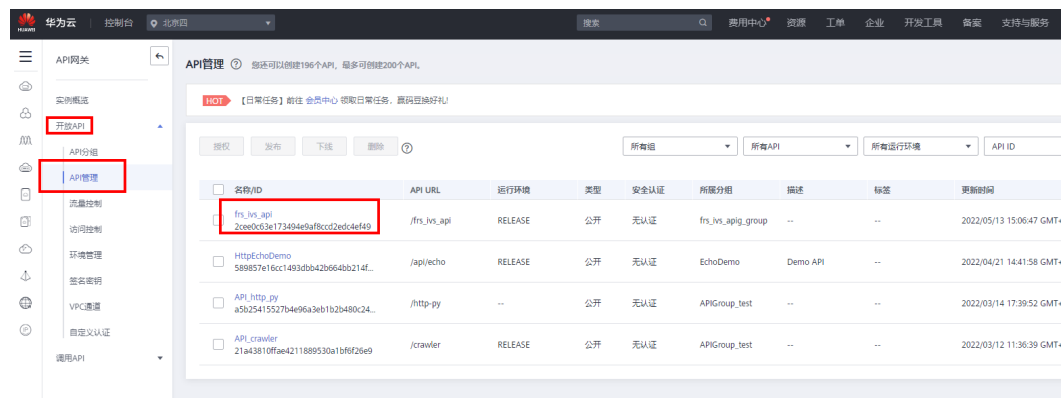 HUAWEI 华为云 控制台 北京四 搜索 费用中心 资源 工单 企业 开发工具 备案 支持与服务
API网关
API管理 您还可以创建196个API，最多可创建200个API。
实例概览
HOT 【日常任务】前往 会员中心 领取日常任务，赢码豆换好礼!
开放API
API分组
授权 发布 下线 删除 所有组 所有API 所有运行环境 API ID
API管理
名称/ID API URL 运行环境 类型 安全认证 所属分组 描述 标签 更新时间
流量控制
frs_ivs_api
2cee0c63e173494e9af8ccd2edc4ef49 /frs_ivs_api RELEASE 公开 无认证 frs_ivs_apig_group -- -- 2022/05/13 15:06:47 GMT+
访问控制
环境管理
HttpEchoDemo
589857e16cc1493dbb42b664bb214f... /api/echo RELEASE 公开 无认证 EchoDemo Demo API -- 2022/04/21 14:41:58 GMT+
签名密钥
API_http_py
a5b25415527b4e96a3eb1b2b480c24... /http-py -- 公开 无认证 APIGroup_test -- -- 2022/03/14 17:39:52 GMT+
VPC通道
自定义认证
API_crawler
21a43810ffae4211889530a1bf6f26e9 /crawler RELEASE 公开 无认证 APIGroup_test -- -- 2022/03/12 11:36:39 GMT+
调用API